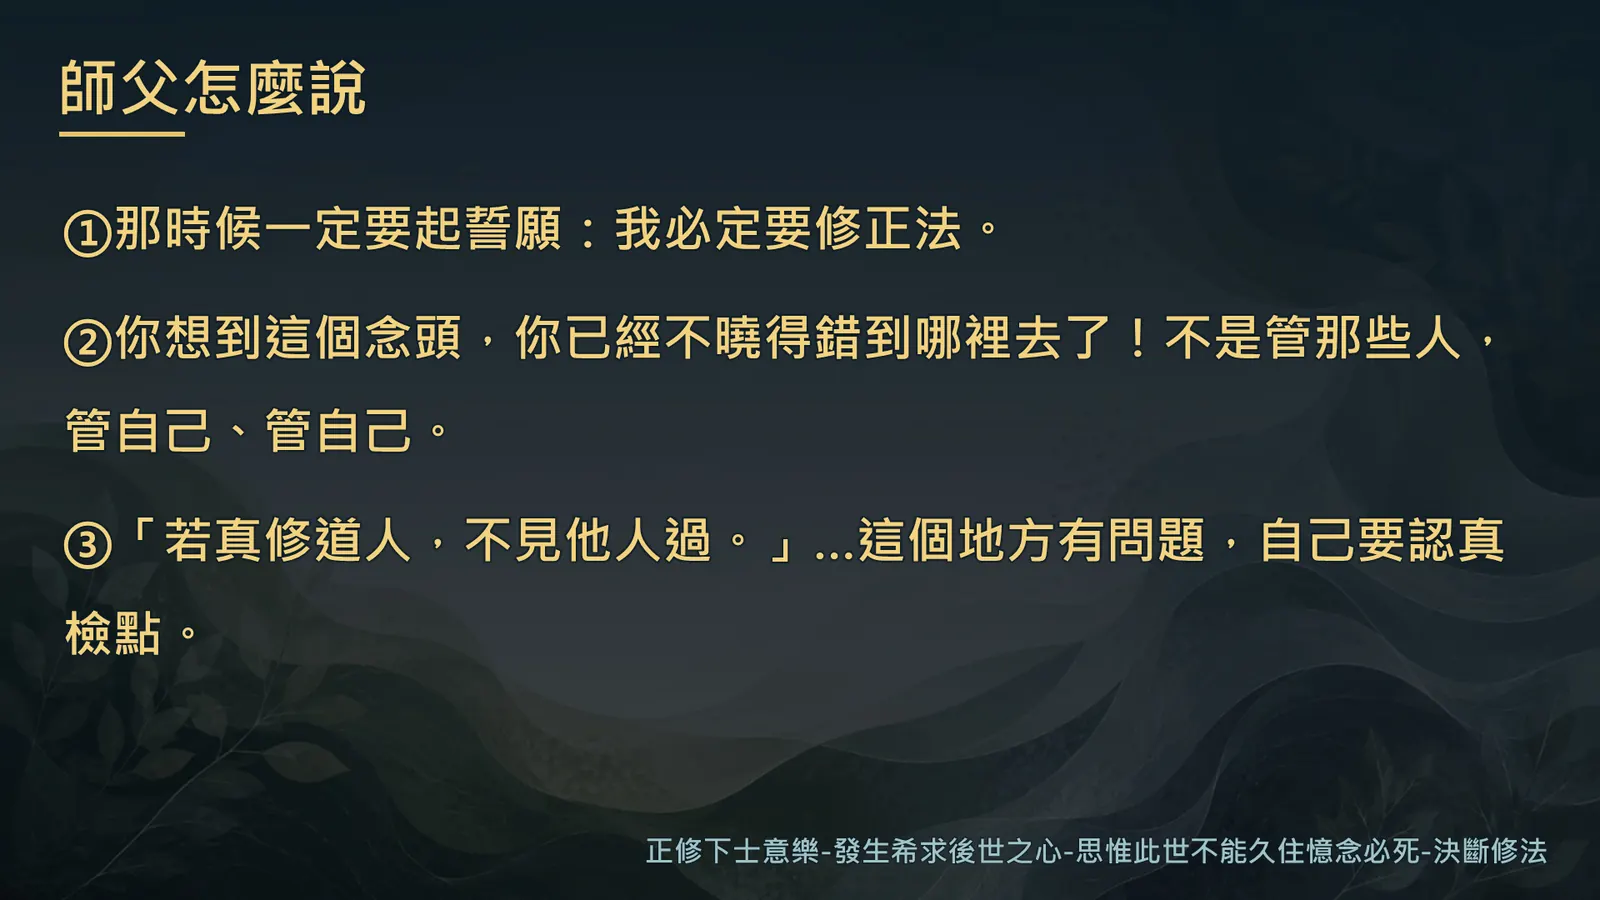 師父怎麼說
①那時候一定要起誓願：我必定要修正法。
②你想到這個念頭，你已經不曉得錯到哪裡去了！不是管那些人，
管自己、管自己。
③「若真修道人，不見他人過。」…這個地方有問題，自己要認真
檢點。
正修下士意樂-發生希求後世之心-思惟此世不能久住憶念必死-決斷修法